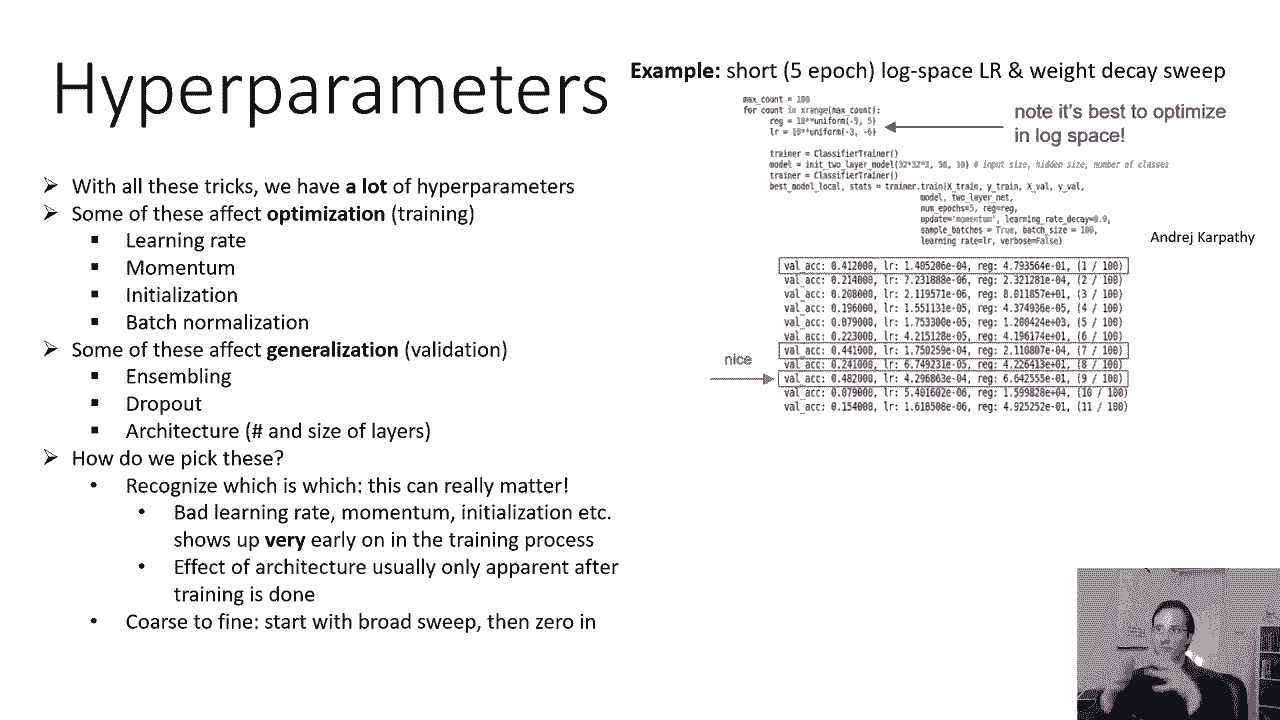 Hyperparameters
➢ With all these tricks, we have a lot of hyperparameters
➢ Some of these affect optimization (training)
▪ Learning rate
▪ Momentum
▪ Initialization
▪ Batch normalization
➢ Some of these affect generalization (validation)
▪ Ensembling
▪ Dropout
▪ Architecture (# and size of layers)
➢ How do we pick these?
• Recognize which is which: this can really matter!
• Bad learning rate, momentum, initialization etc.
shows up very early on in the training process
• Effect of architecture usually only apparent after
training is done
• Coarse to fine: start with broad sweep, then zero in
Example: short (5 epoch) log-space LR & weight decay sweep
max_count = 100
for count in xrange(max_count):
reg = 10**uniform(-5, 5)
lr = 10**uniform(-3, -6)
note it's best to optimize
in log space!
trainer = ClassifierTrainer()
model = init_two_layer_model(32*32*3, 50, 10) # input size, hidden size, number of classes
trainer = ClassifierTrainer()
best_model_local, stats = trainer.train(X_train, y_train, X_val, y_val,
model, two_layer_net,
num_epochs=5, reg=reg,
update='momentum', learning_rate_decay=0.9,
sample_batches = True, batch_size = 100,
learning_rate=lr, verbose=False)
Andrej Karpathy
val_acc: 0.412000, lr: 1.405206e-04, reg: 4.793564e-01, (1 / 100)
val_acc: 0.214000, lr: 7.231888e-06, reg: 2.321281e-04, (2 / 100)
val_acc: 0.208000, lr: 2.119571e-06, reg: 8.011857e+01, (3 / 100)
val_acc: 0.196000, lr: 1.551131e-05, reg: 4.374936e-05, (4 / 100)
val_acc: 0.079000, lr: 1.753300e-05, reg: 1.200424e+03, (5 / 100)
val_acc: 0.223000, lr: 4.215128e-05, reg: 4.196174e+01, (6 / 100)
val_acc: 0.441000, lr: 1.750259e-04, reg: 2.110807e-04, (7 / 100)
val_acc: 0.241000, lr: 6.749231e-05, reg: 4.226413e+01, (8 / 100)
nice
val_acc: 0.482000, lr: 4.296863e-04, reg: 6.642555e-01, (9 / 100)
val_acc: 0.079000, lr: 5.401602e-06, reg: 1.599828e+04, (10 / 100)
val_acc: 0.154000, lr: 1.618508e-06, reg: 4.925252e-01, (11 / 100)